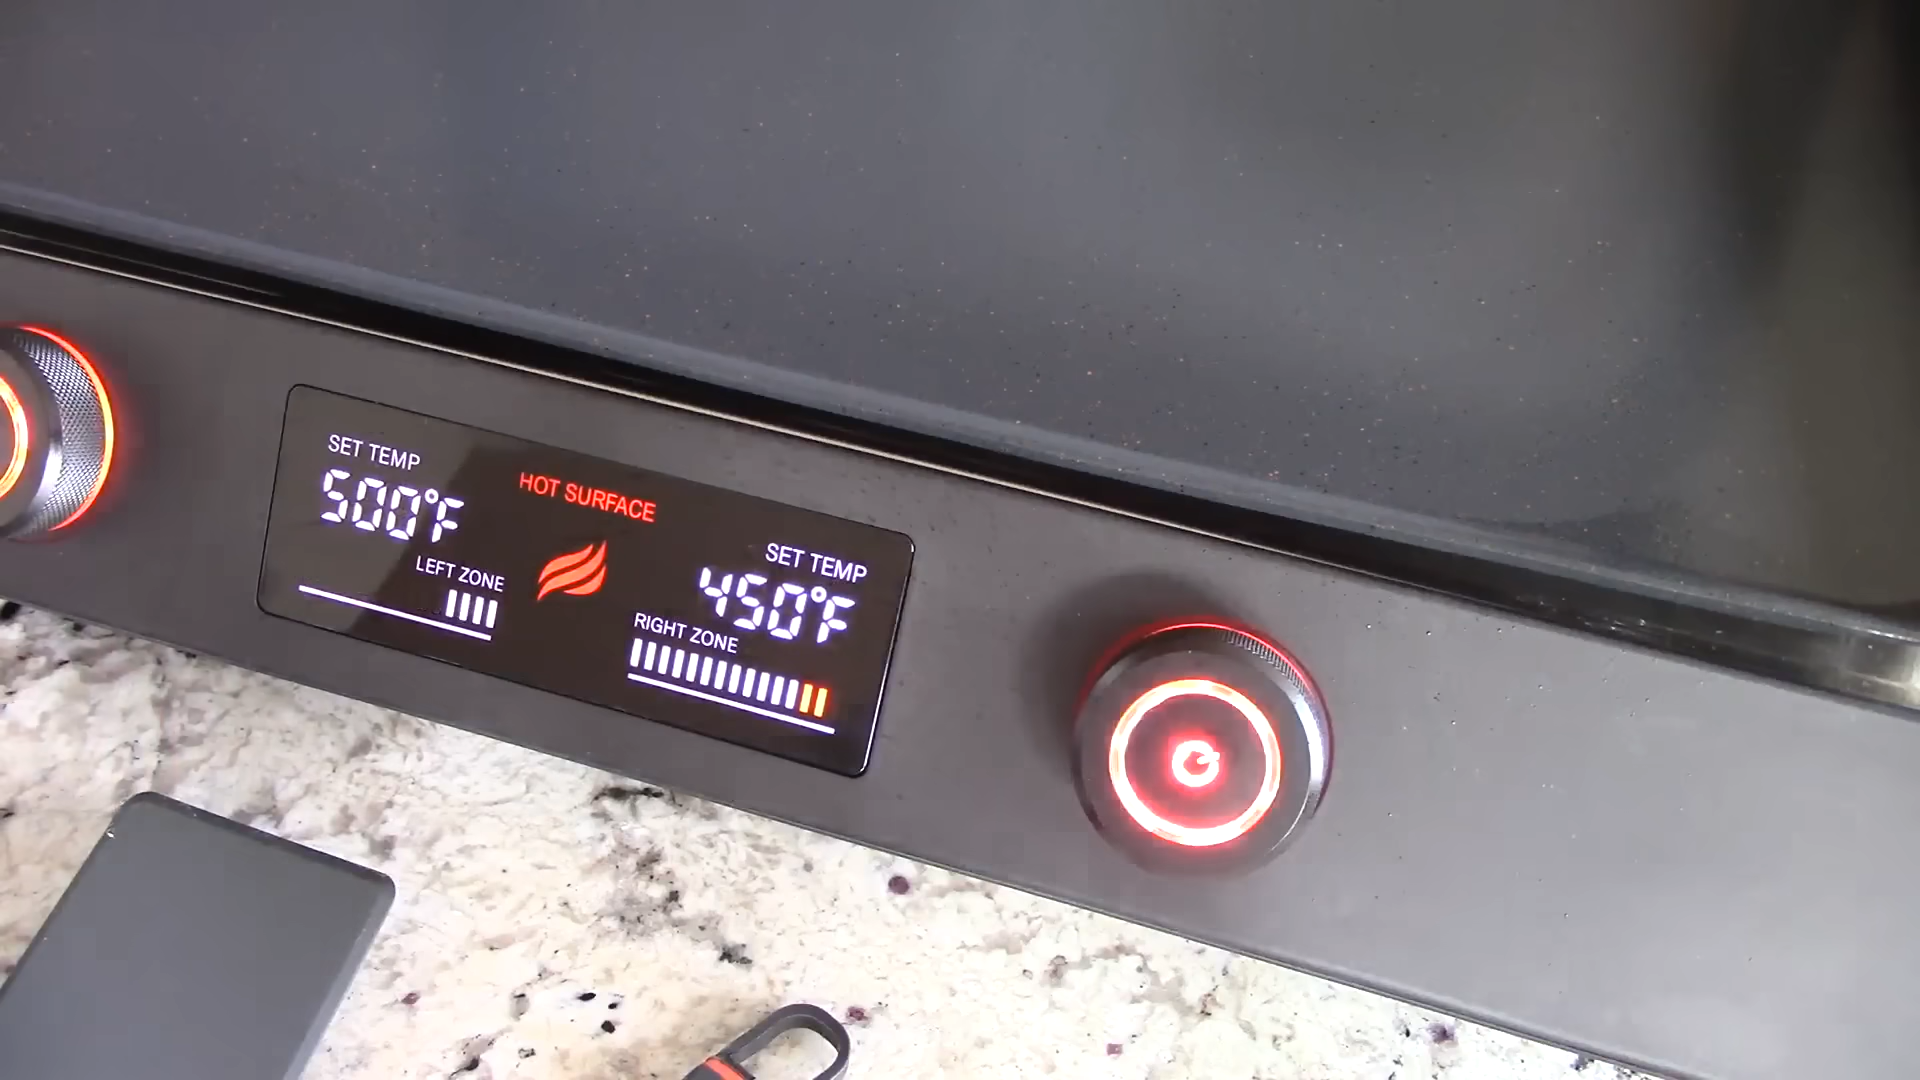 SET TEMP
500°F
LEFT ZONE
HOT SURFACE
SET TEMP
450°F
RIGHT ZONE